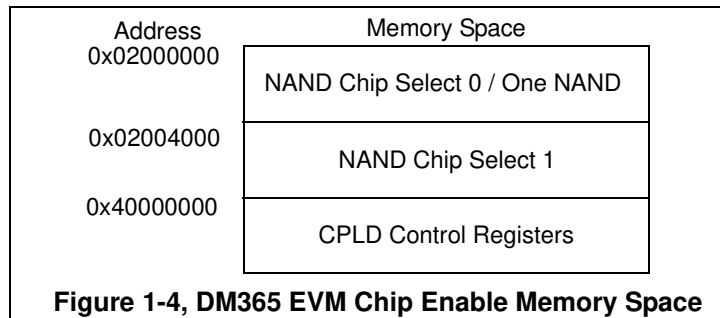 Address Memory Space
0x02000000
NAND Chip Select 0 / One NAND
0x02004000
NAND Chip Select 1
0x40000000
CPLD Control Registers
Figure 1-4, DM365 EVM Chip Enable Memory Space